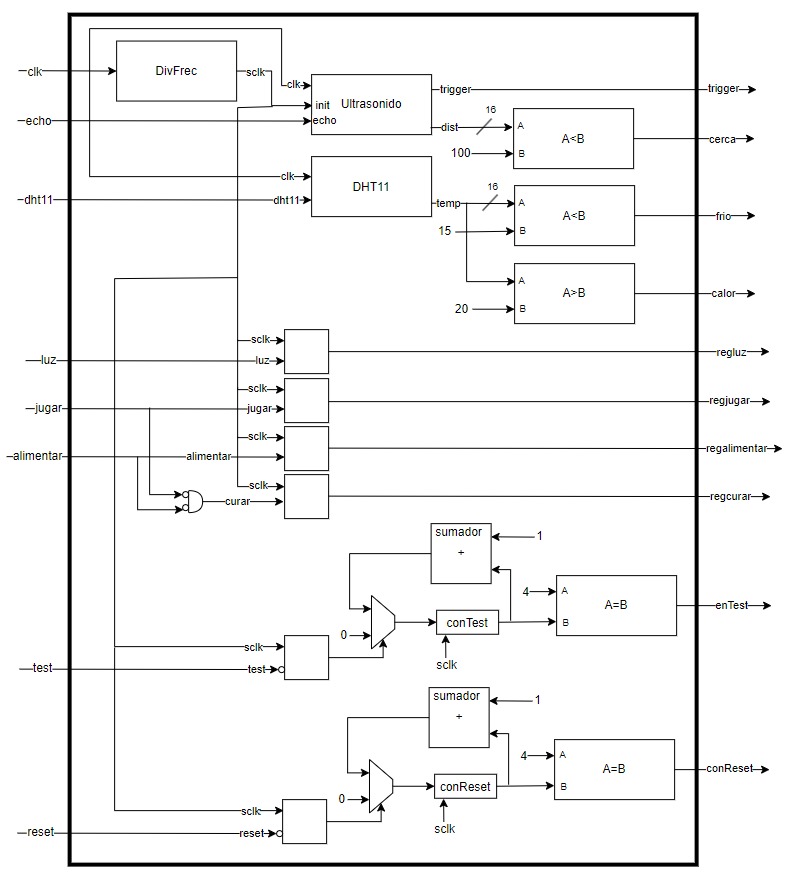 clk
DivFrec
sclk
clk
init
echo
Ultrasonido
trigger
trigger
echo
dist
16
A
B
A<B
cerca
100
clk
DHT11
dht11
dht11
temp
16
A
B
A<B
frio
15
A
B
A>B
calor
20
sclk
luz
luz
regluz
sclk
jugar
jugar
regjugar
sclk
alimentar
alimentar
regalimentar
sclk
curar
regcurar
sumador
+
1
4
A
B
A=B
enTest
0
conTest
sclk
sclk
test
test
sumador
+
1
4
A
B
A=B
conReset
0
conReset
sclk
sclk
reset
reset